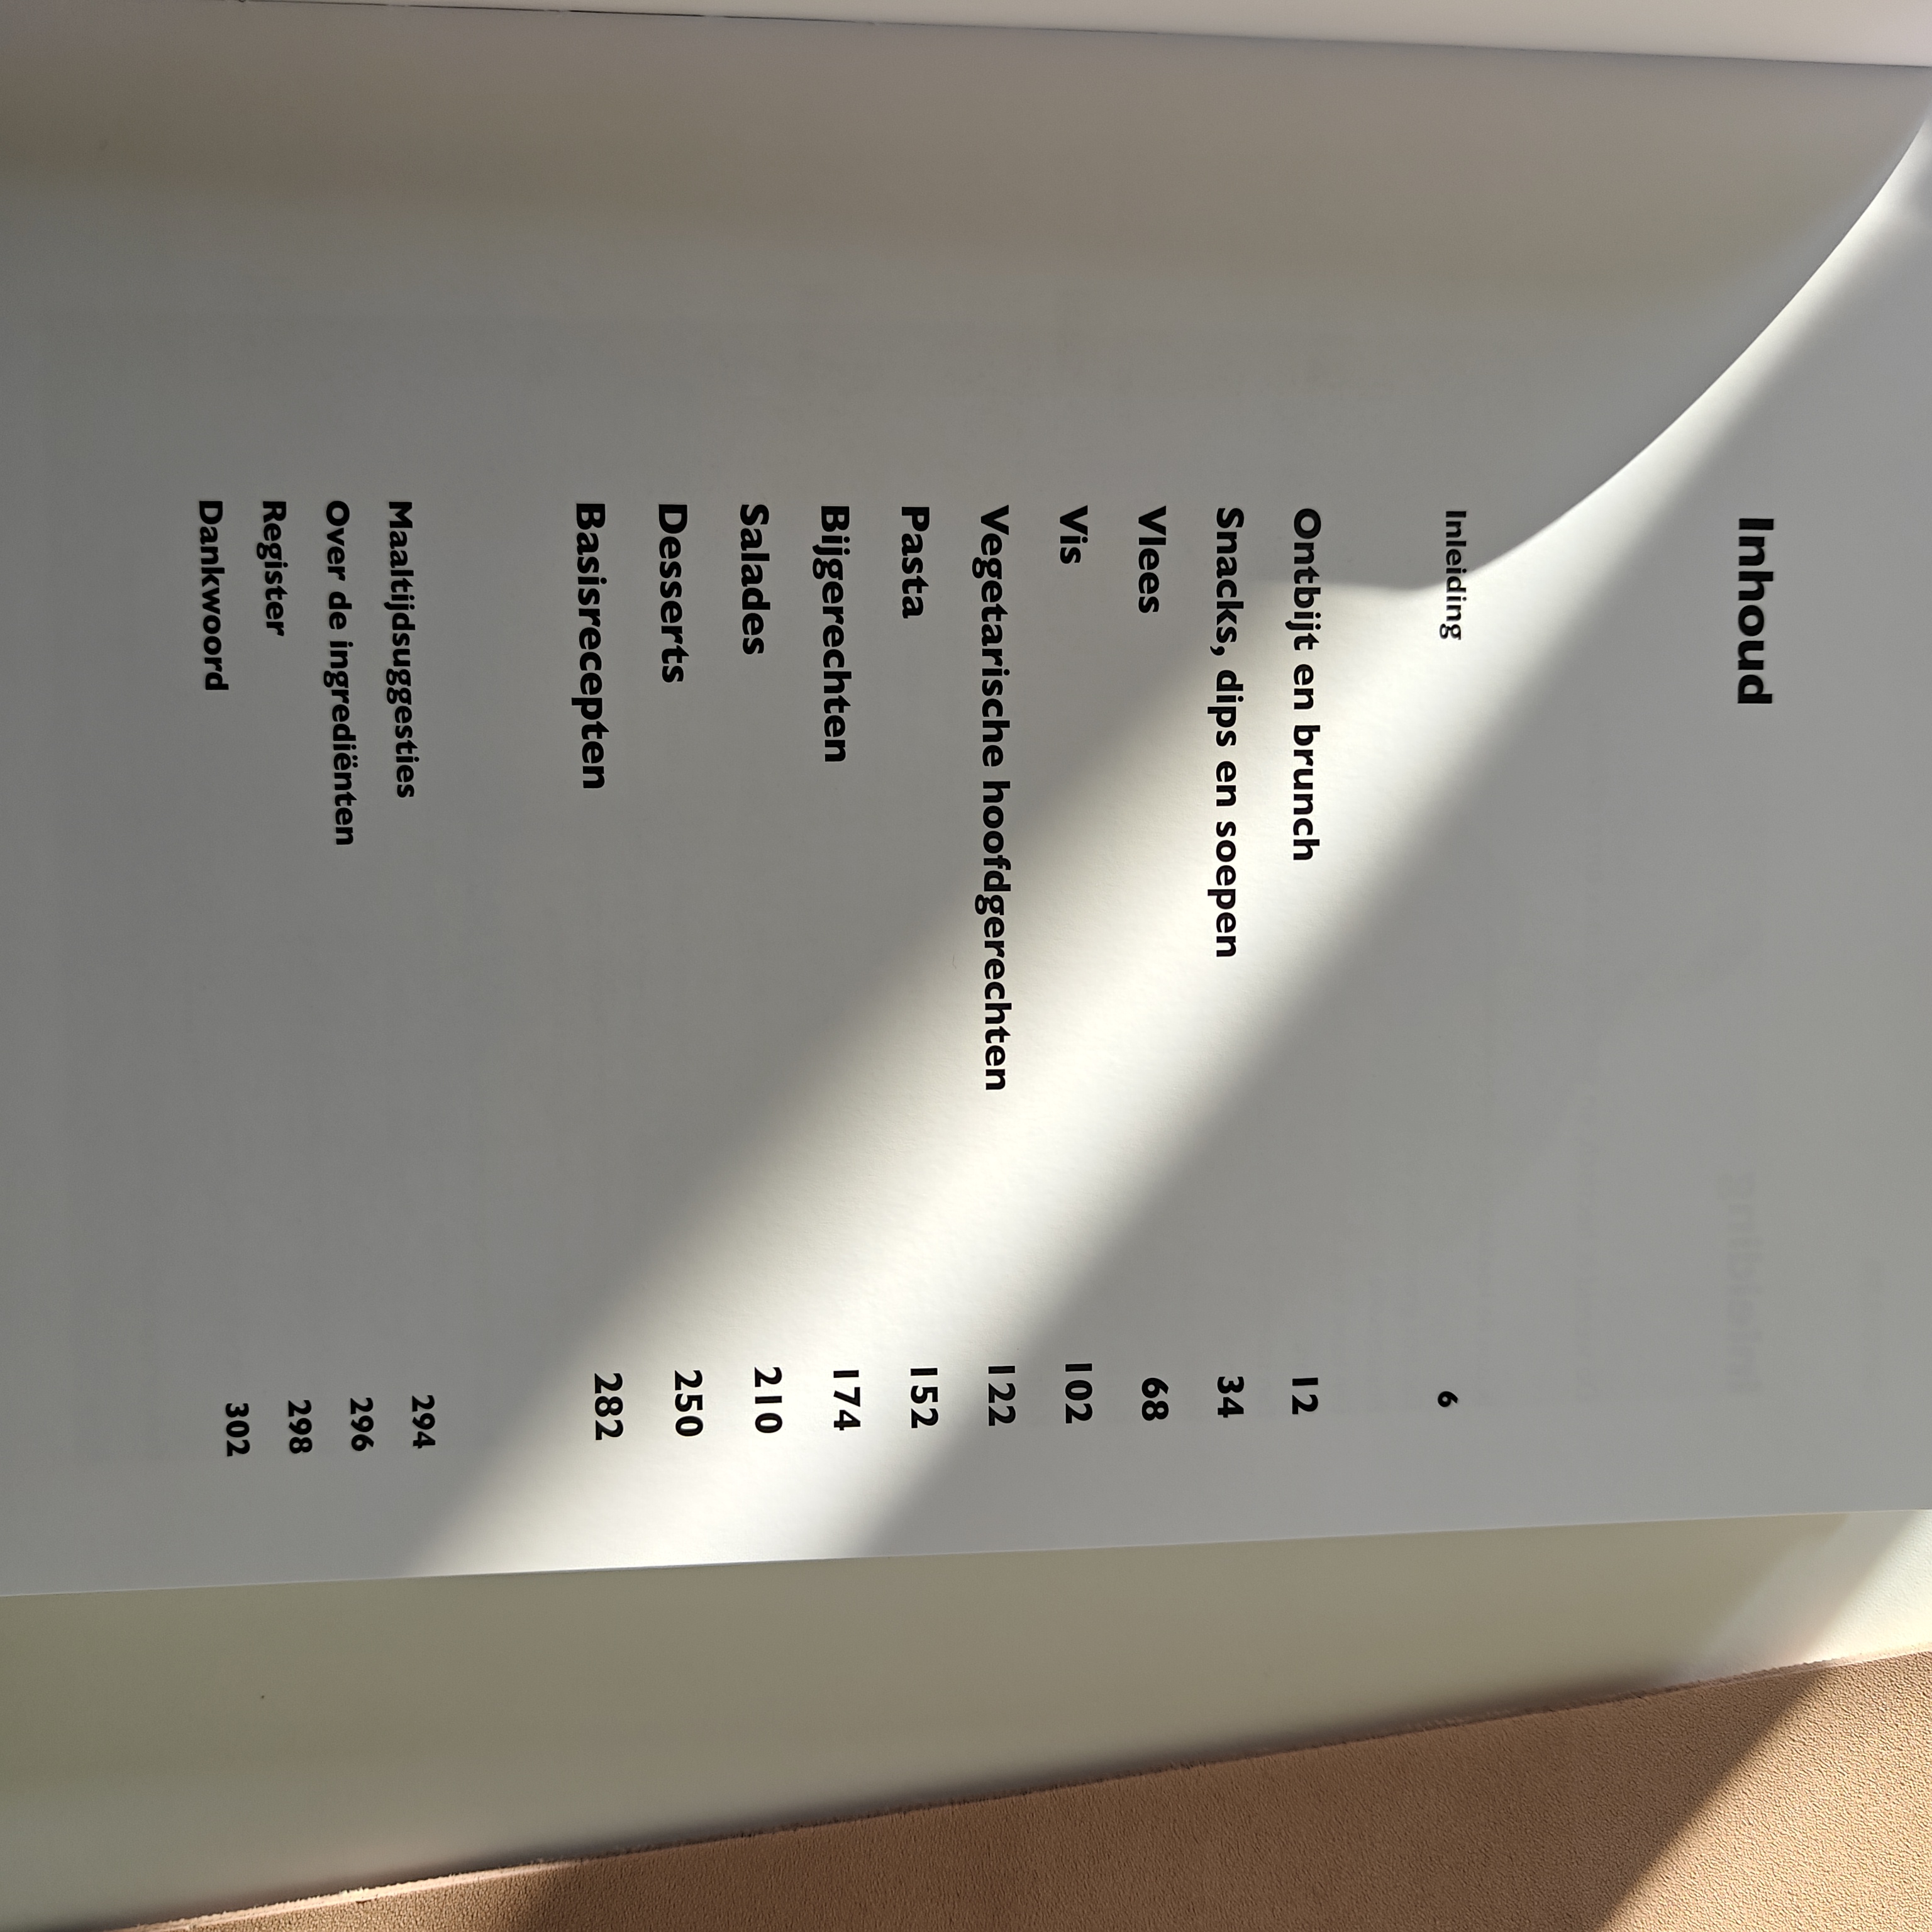 Inhoud
Inleiding 6
Ontbijt en brunch 12
Snacks, dips en soepen 34
Vlees 68
Vis 102
Vegetarische hoofdgerechten 122
Pasta 152
Bijgerechten 174
Salades 210
Desserts 250
Basisrecepten 282
Maaltijdsuggesties 294
Over de ingrediënten 296
Register 298
Dankwoord 302